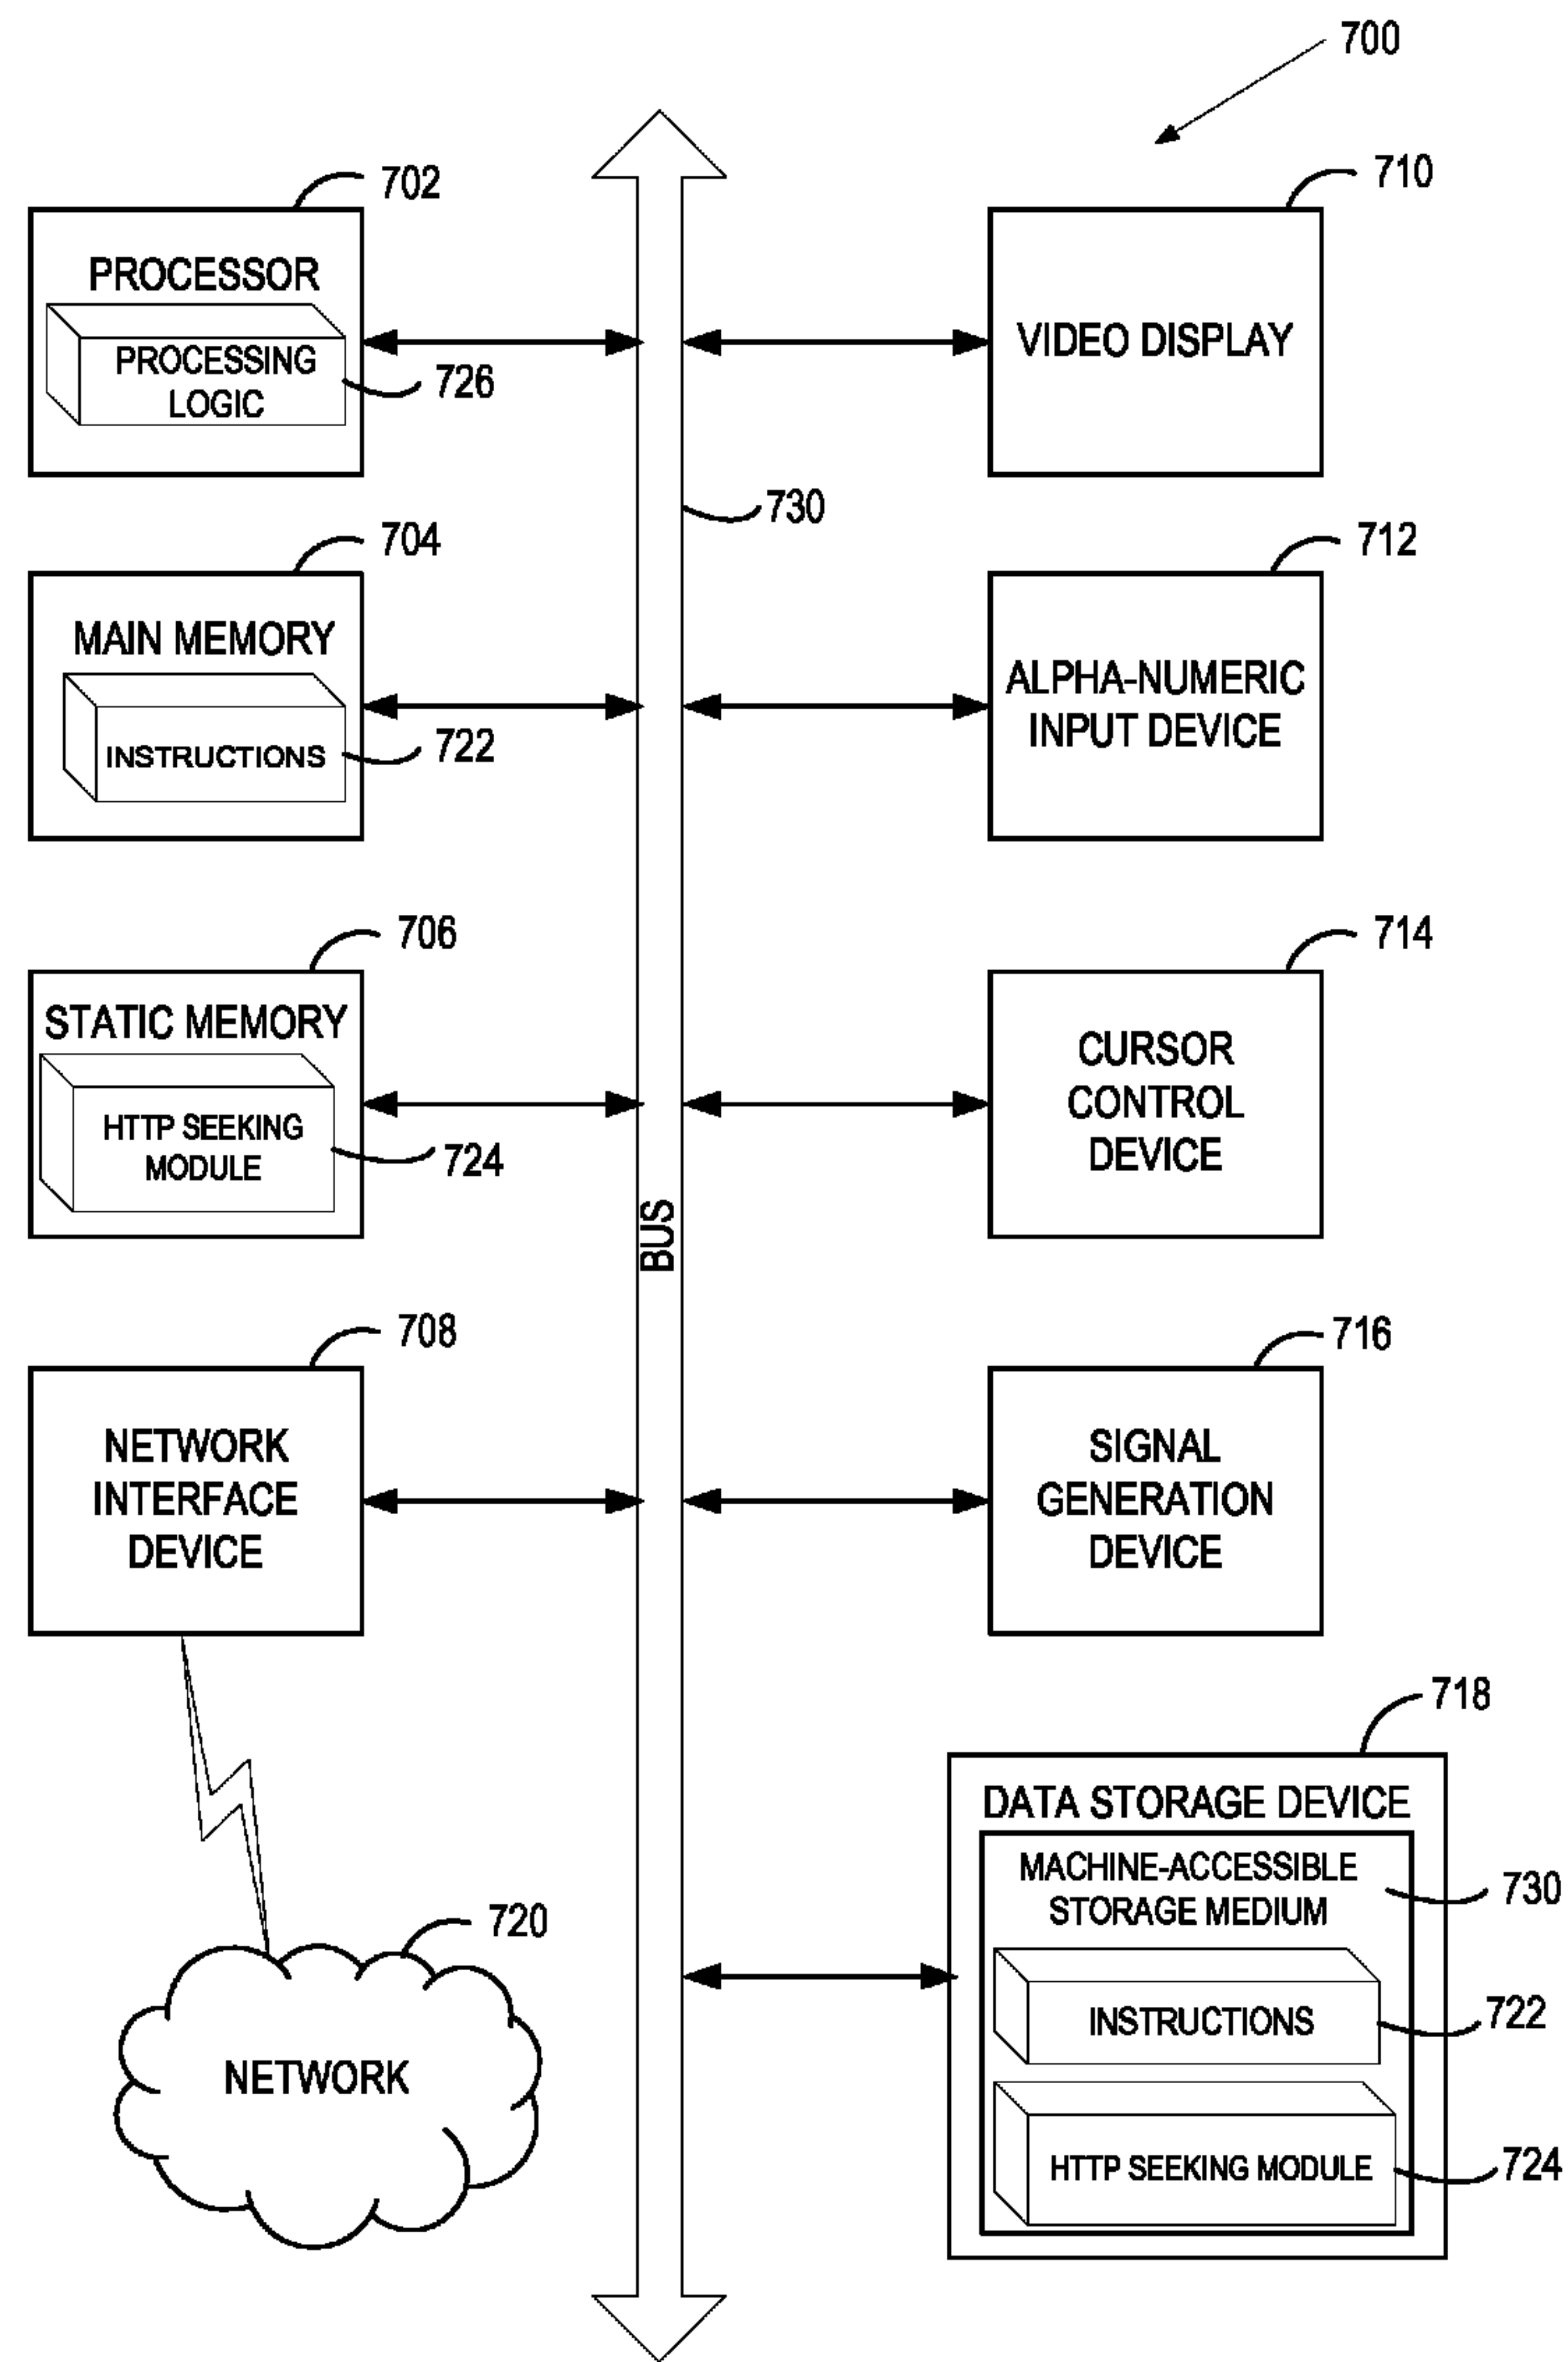 700
702
PROCESSOR
PROCESSING
LOGIC
726
710
VIDEO DISPLAY
730
704
MAIN MEMORY
INSTRUCTIONS
722
712
ALPHA-NUMERIC
INPUT DEVICE
706
STATIC MEMORY
HTTP SEEKING
MODULE
724
714
CURSOR
CONTROL
DEVICE
BUS
708
NETWORK
INTERFACE
DEVICE
716
SIGNAL
GENERATION
DEVICE
718
DATA STORAGE DEVICE
MACHINE-ACCESSIBLE
STORAGE MEDIUM
730
INSTRUCTIONS
722
HTTP SEEKING MODULE
724
720
NETWORK